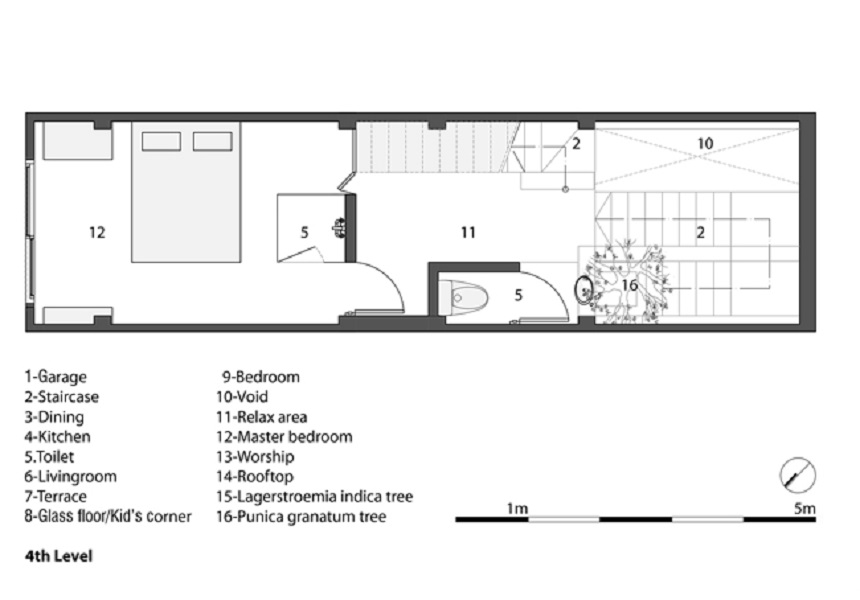 2 10
12 5 11 2
5 16
1-Garage
2-Staircase
3-Dining
4-Kitchen
5.Toilet
6-Livingroom
7-Terrace
8-Glass floor/Kid's corner
9-Bedroom
10-Void
11-Relax area
12-Master bedroom
13-Worship
14-Rooftop
15-Lagerstroemia indica tree
16-Punica granatum tree
1m 5m
4th Level